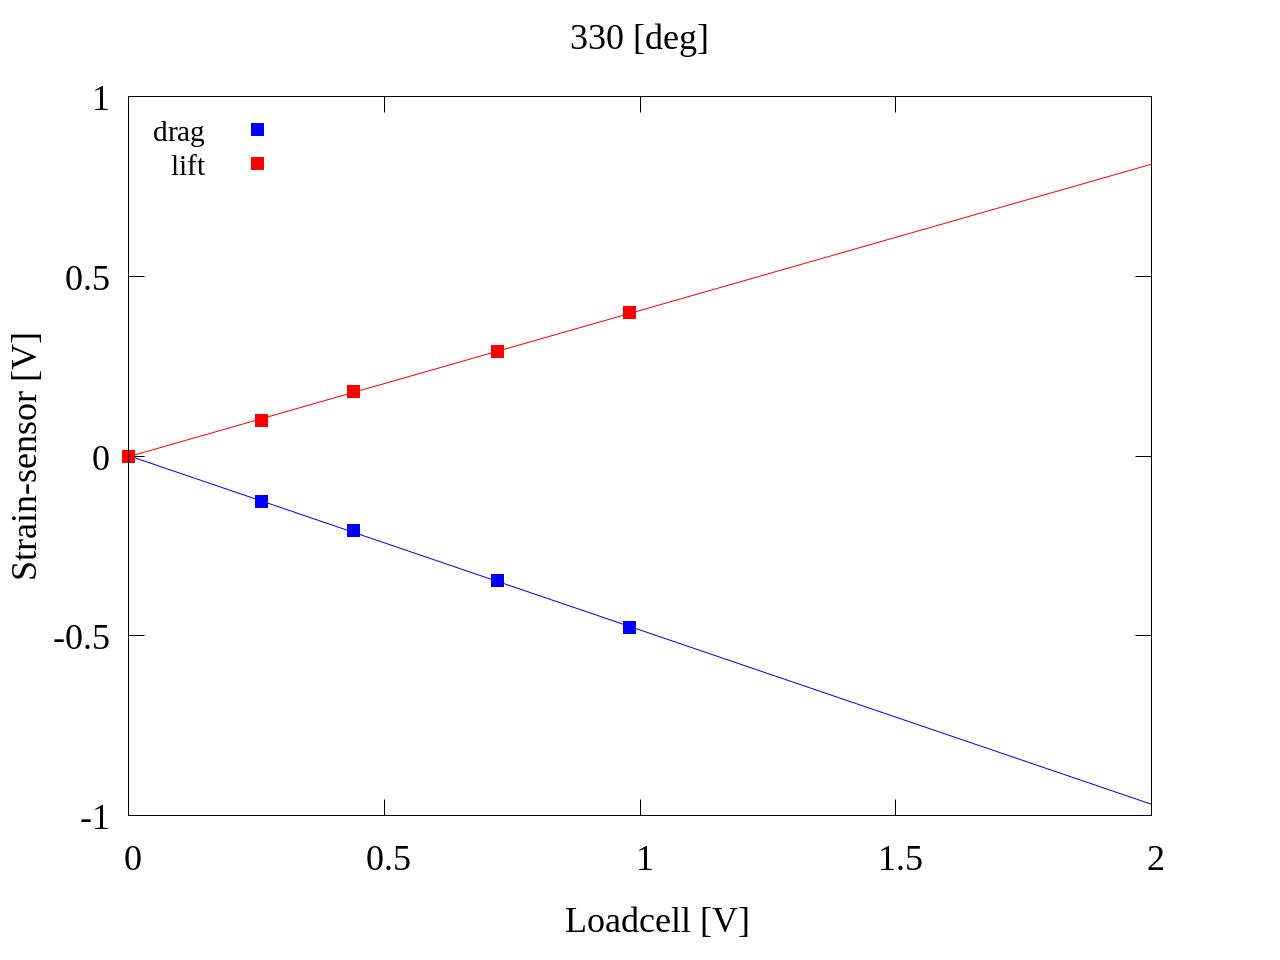 330 [deg]
1
drag
lift
0.5
0
-0.5
-1
Strain-sensor [V]
0 0.5 1 1.5 2
Loadcell [V]